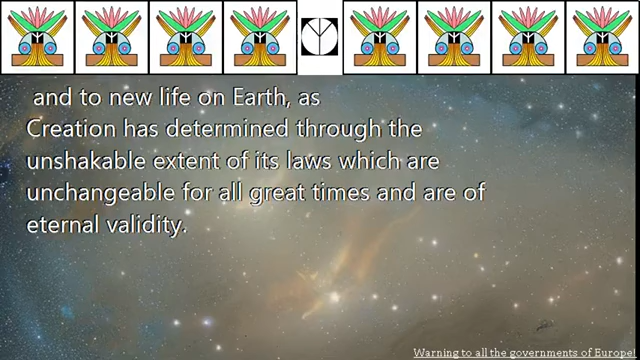 and to new life on Earth, as
Creation has determined through the
unshakable extent of its laws which are
unchangeable for all great times and are of
eternal validity.
Warning to all the governments of Europe!